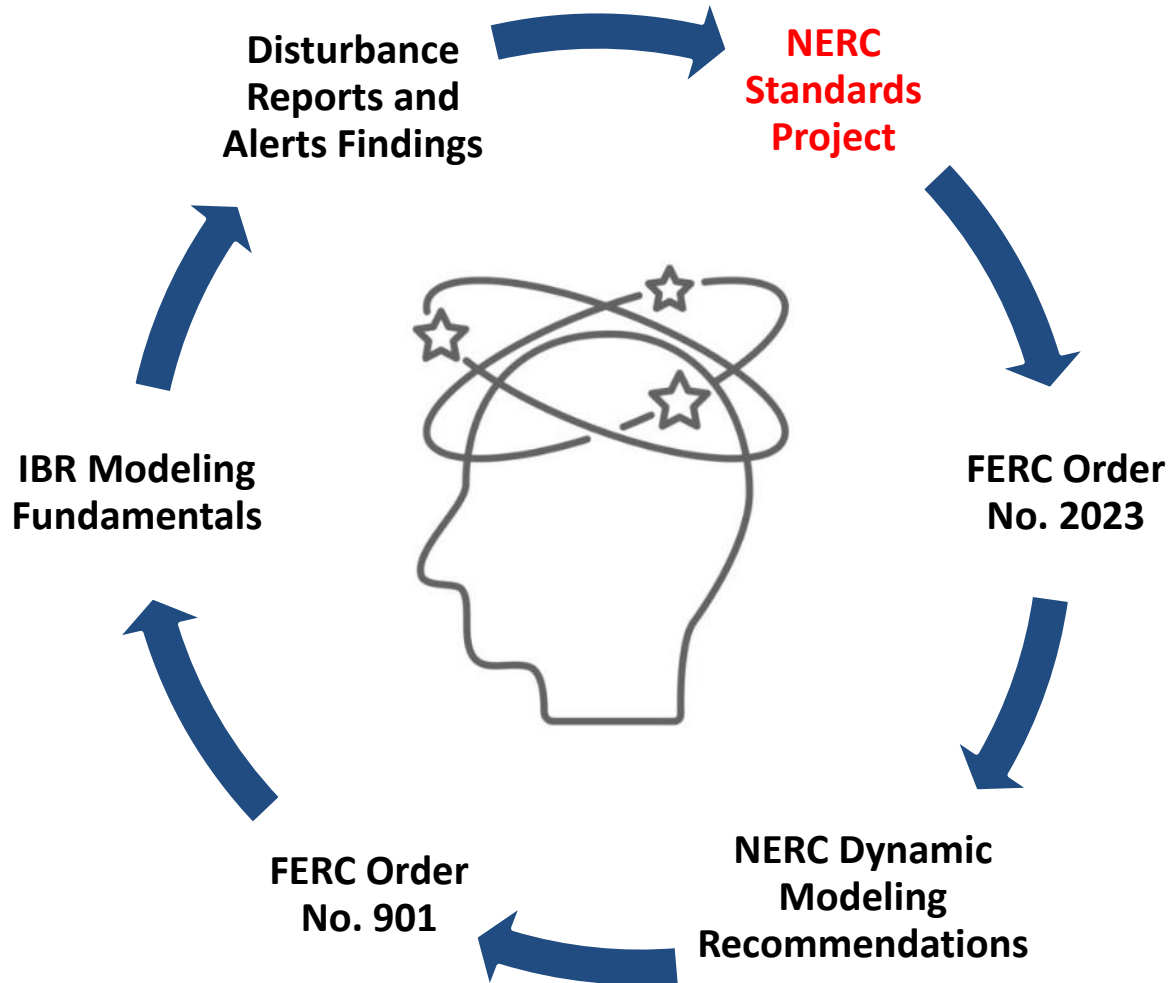 Disturbance
Reports and
Alerts Findings
NERC
Standards
Project
FERC Order
No. 2023
NERC Dynamic
Modeling
Recommendations
FERC Order
No. 901
IBR Modeling
Fundamentals